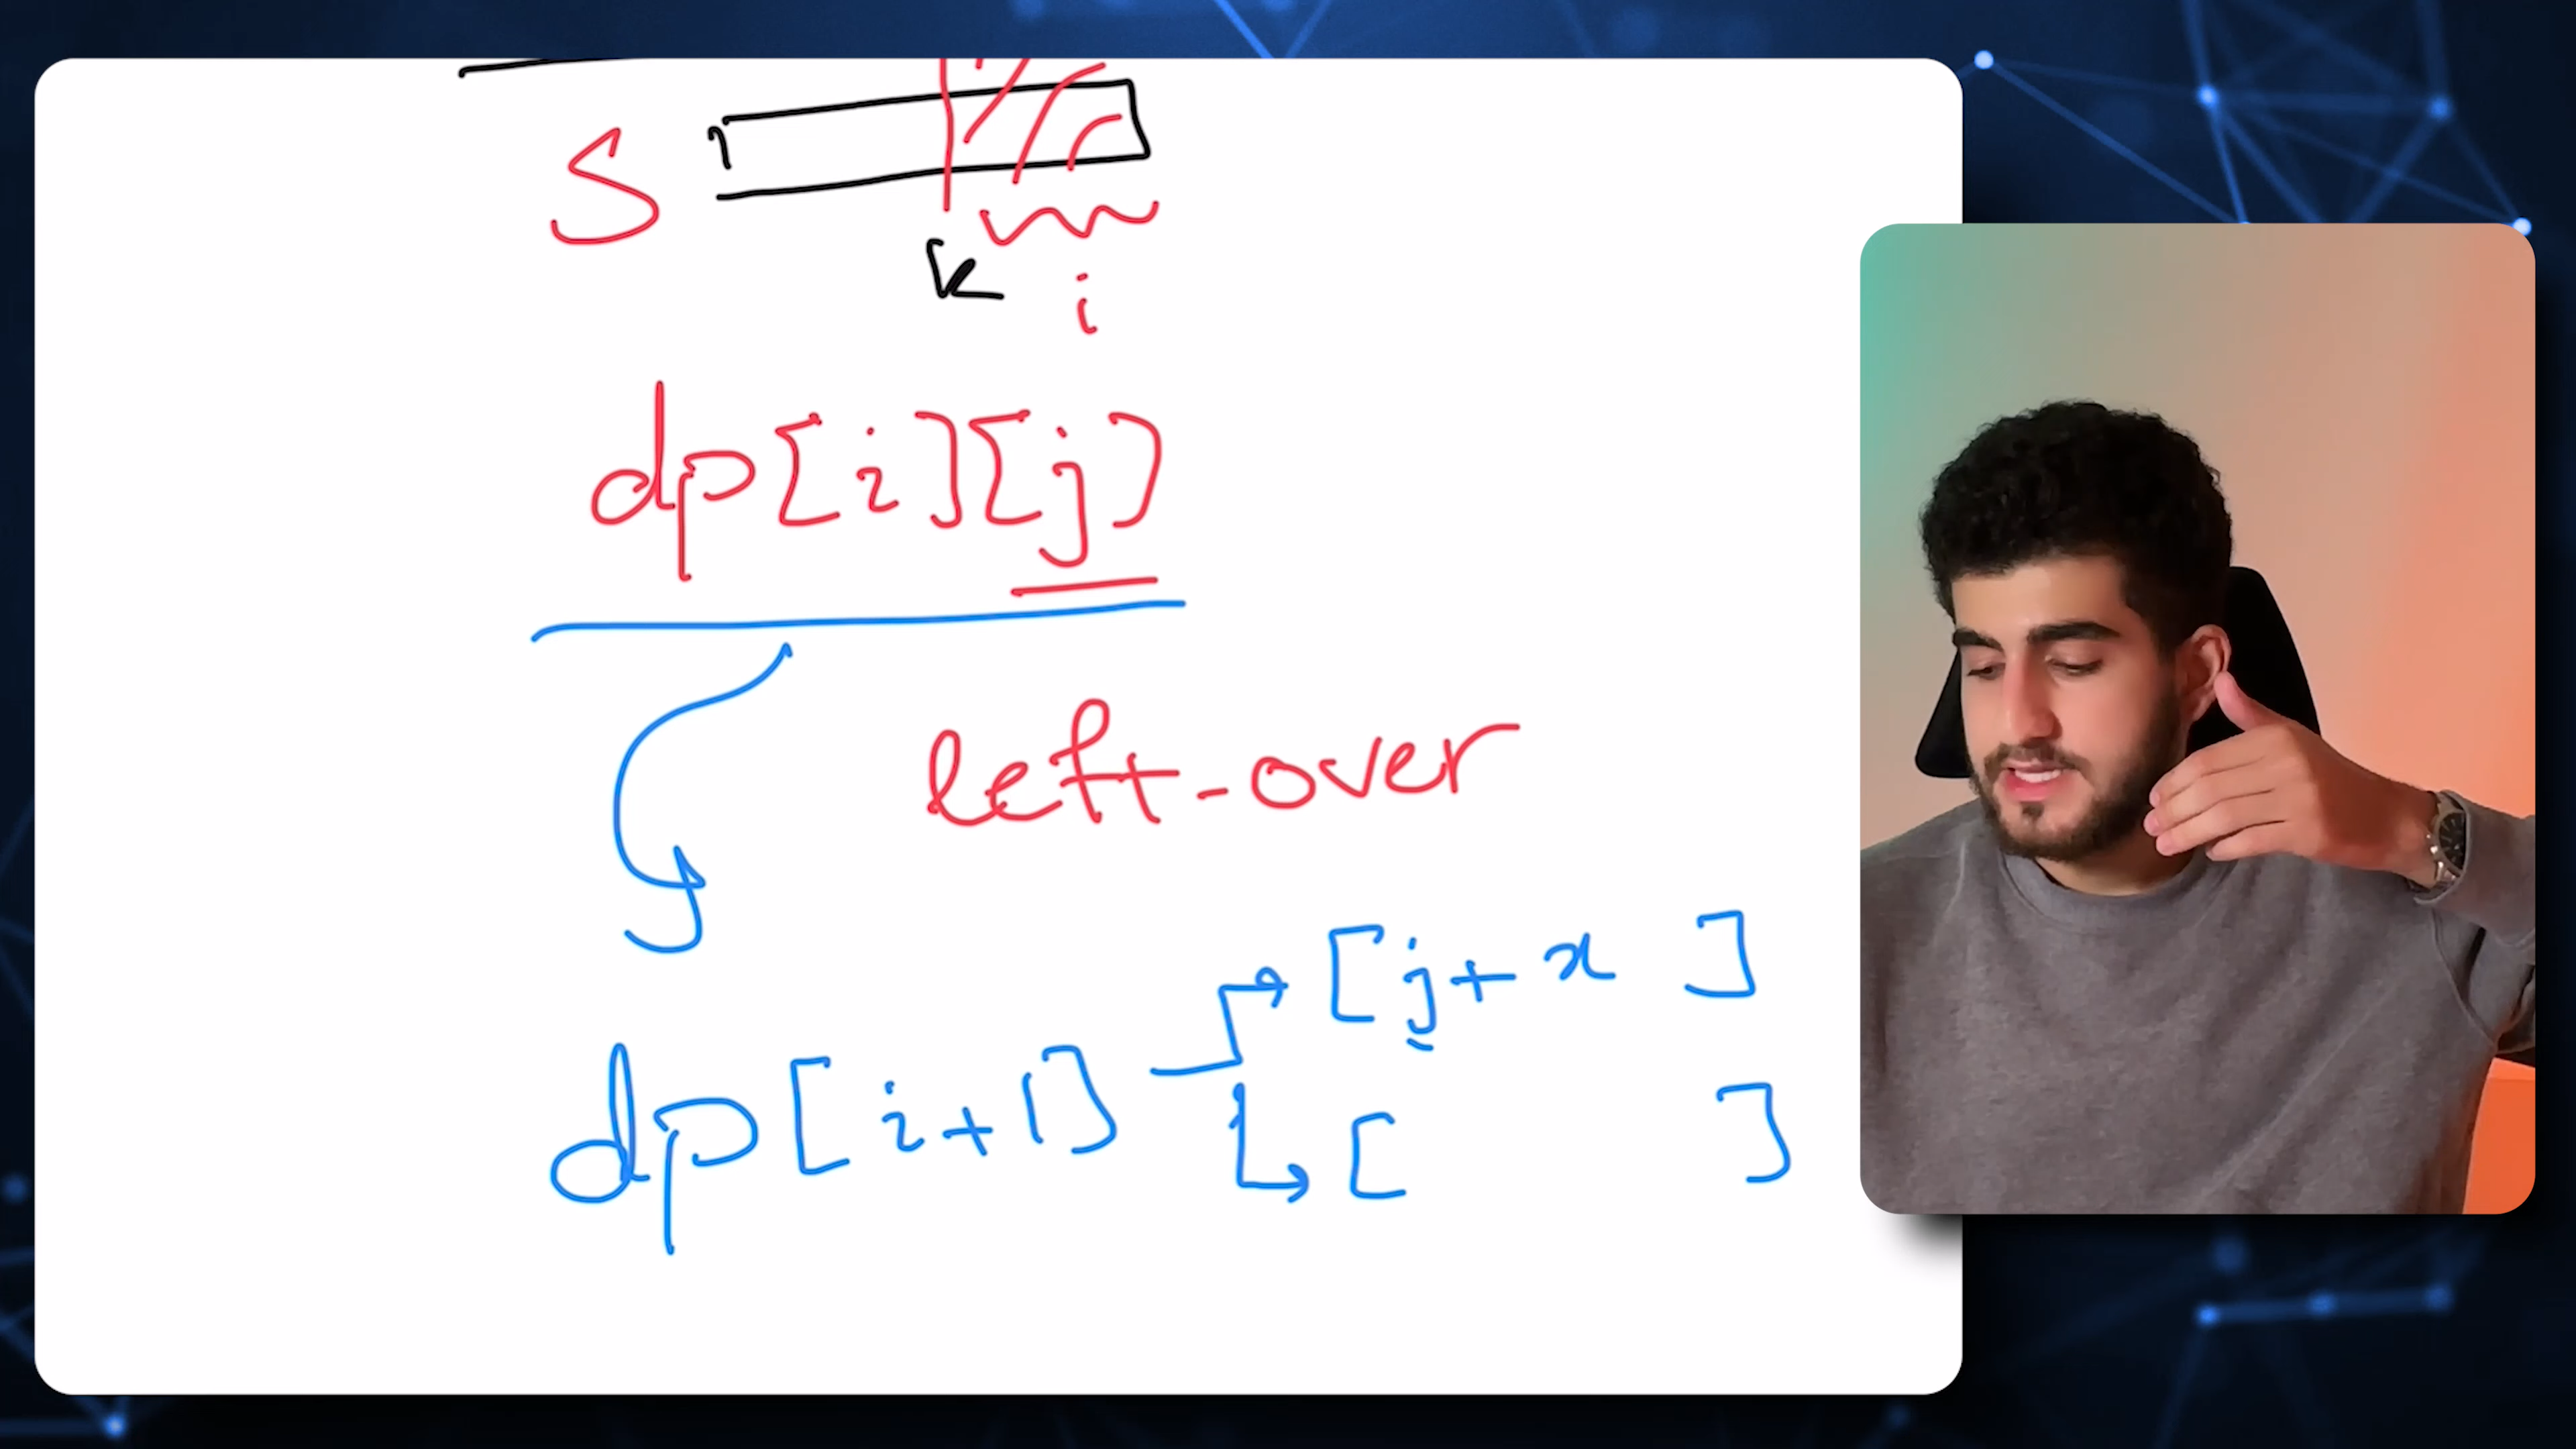 S
k
i
dp[i][j]
left-over
[j+x ]
dp[i+1]
[ ]